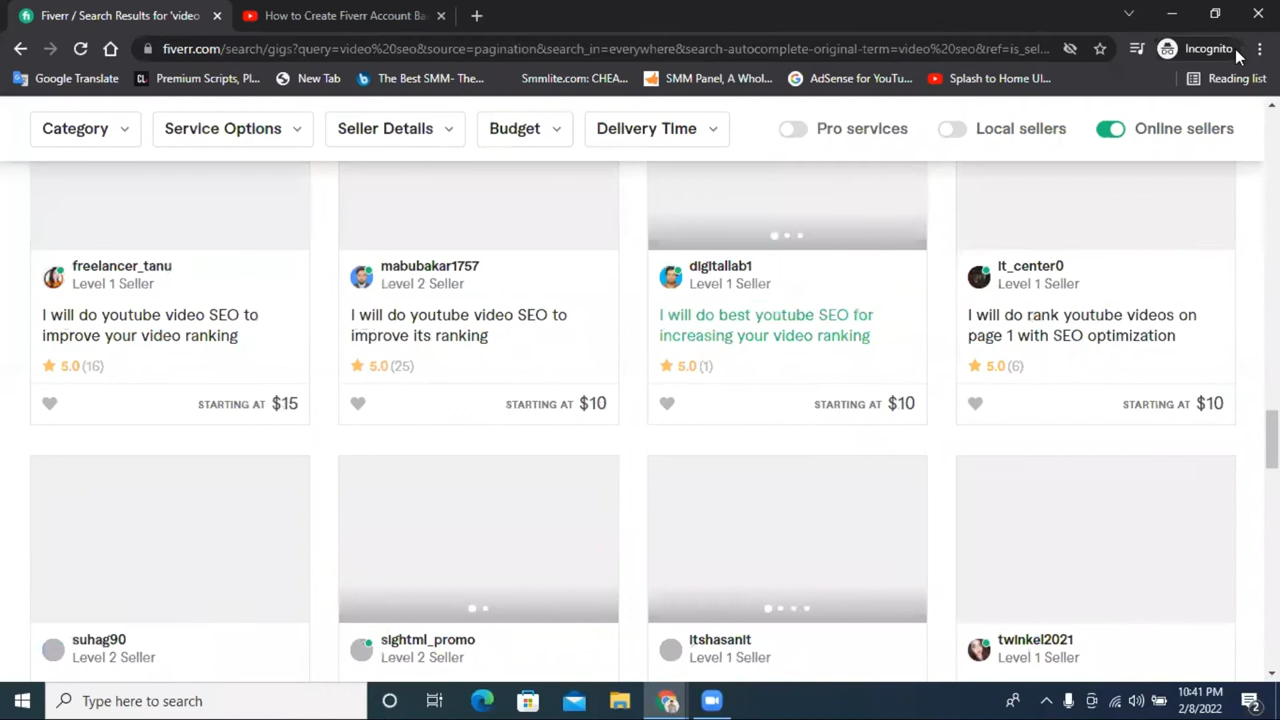 Fiverr / Search Results for 'video
How to Create Fiverr Account Ba
fiverr.com/search/gigs?query=video%20seo&source=pagination&search_in=everywhere&search-autocomplete-original-term=video%20seo&ref=is_sel...
Incognito
Google Translate
Premium Scripts, Pl...
New Tab
The Best SMM- The...
Smmlite.com: CHEA...
SMM Panel, A Whol...
AdSense for YouTu...
Splash to Home UI...
Reading list
Category
Service Options
Seller Details
Budget
Delivery Time
Pro services
Local sellers
Online sellers
freelancer_tanu
Level 1 Seller
I will do youtube video SEO to
improve your video ranking
5.0 (16)
STARTING AT $15
mabubakar1757
Level 2 Seller
I will do youtube video SEO to
improve its ranking
5.0 (25)
STARTING AT $10
digitallab1
Level 1 Seller
I will do best youtube SEO for
increasing your video ranking
5.0 (1)
STARTING AT $10
it_center0
Level 1 Seller
I will do rank youtube videos on
page 1 with SEO optimization
5.0 (6)
STARTING AT $10
suhag90
Level 2 Seller
sightml_promo
Level 2 Seller
itshasanit
Level 1 Seller
twinkel2021
Level 1 Seller
Type here to search
10:41 PM
2/8/2022
2